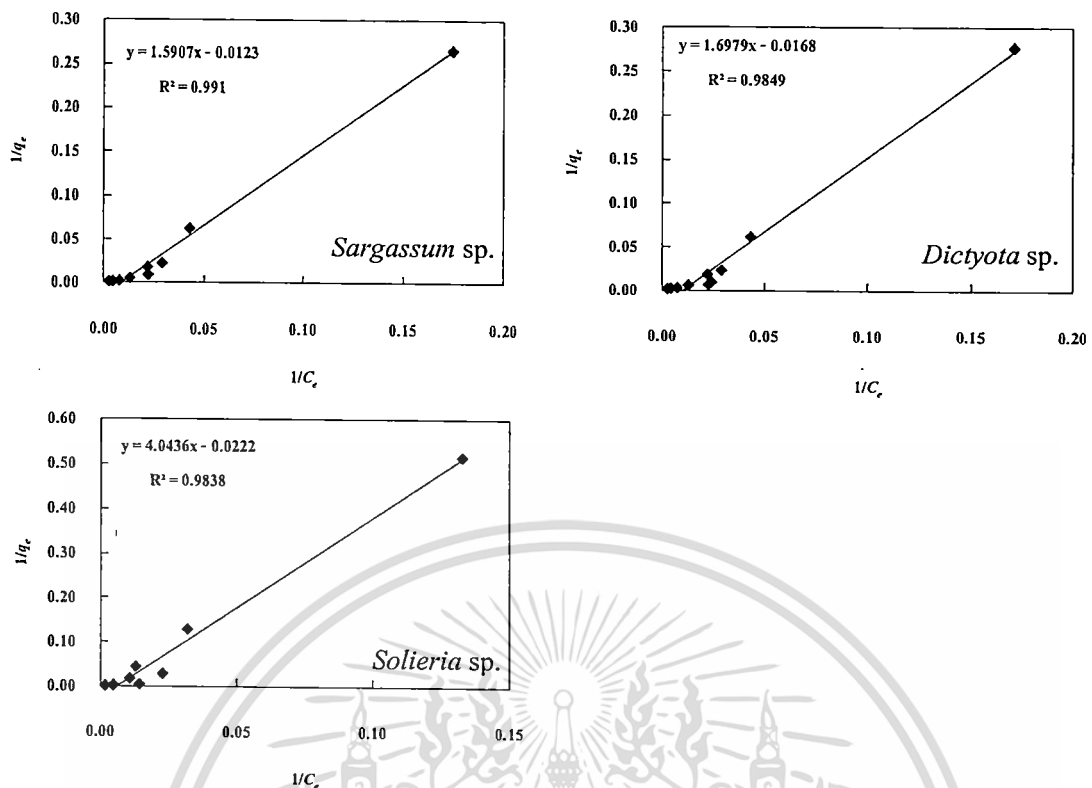 0.30
y = 1.5907x - 0.0123
R² = 0.991
0.25
0.20
1/qₑ
0.15
0.10
0.05
0.00
Sargassum sp.
0.00 0.05 0.10 0.15 0.20
1/Cₑ
0.30
y = 1.6979x - 0.0168
R² = 0.9849
0.25
0.20
1/qₑ
0.15
0.10
0.05
0.00
Dictyota sp.
0.00 0.05 0.10 0.15 0.20
1/Cₑ
0.60
y = 4.0436x - 0.0222
R² = 0.9838
0.50
0.40
1/qₑ
0.30
0.20
0.10
0.00
Solieria sp.
0.00 0.05 0.10 0.15
1/Cₑ